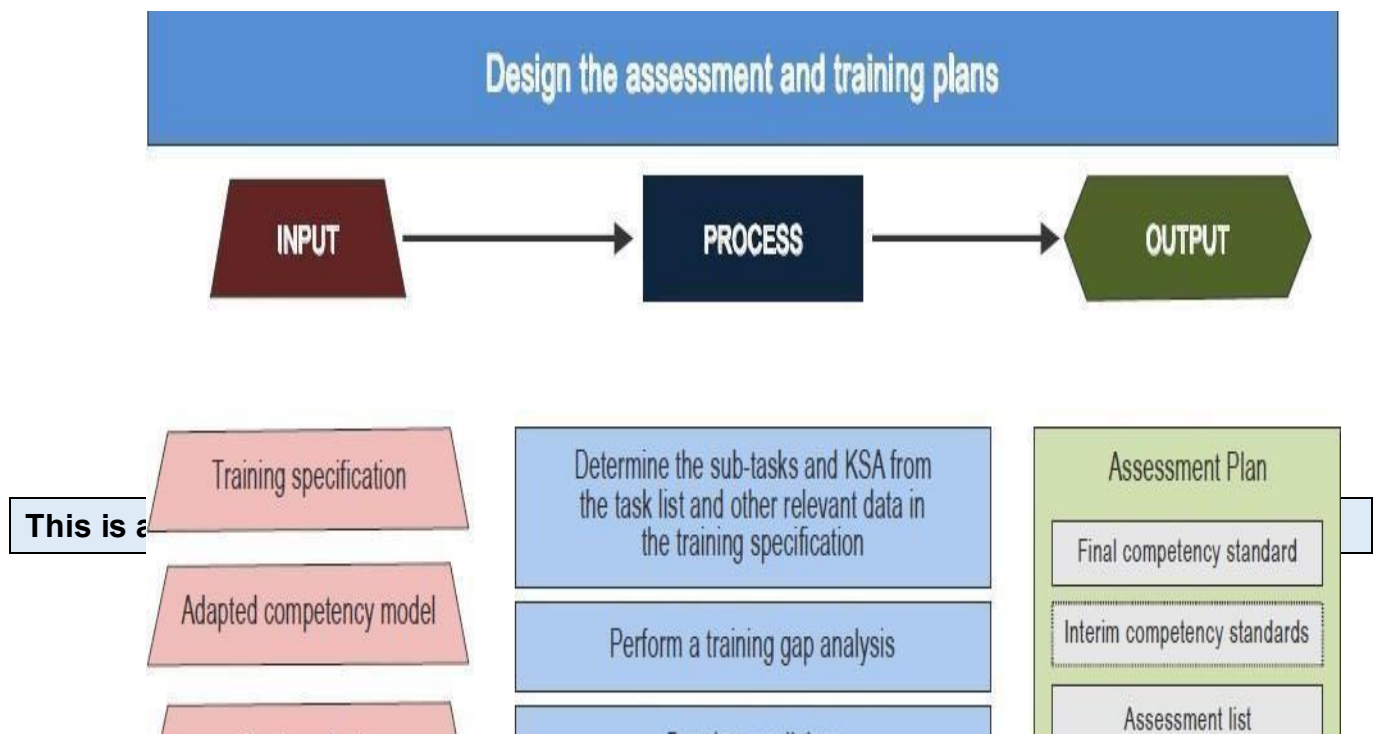 Design the assessment and training plans
INPUT
PROCESS
OUTPUT
Training specification
Adapted competency model
Determine the sub-tasks and KSA from
the task list and other relevant data in
the training specification
Perform a training gap analysis
Assessment Plan
Final competency standard
Interim competency standards
Assessment list
This is a